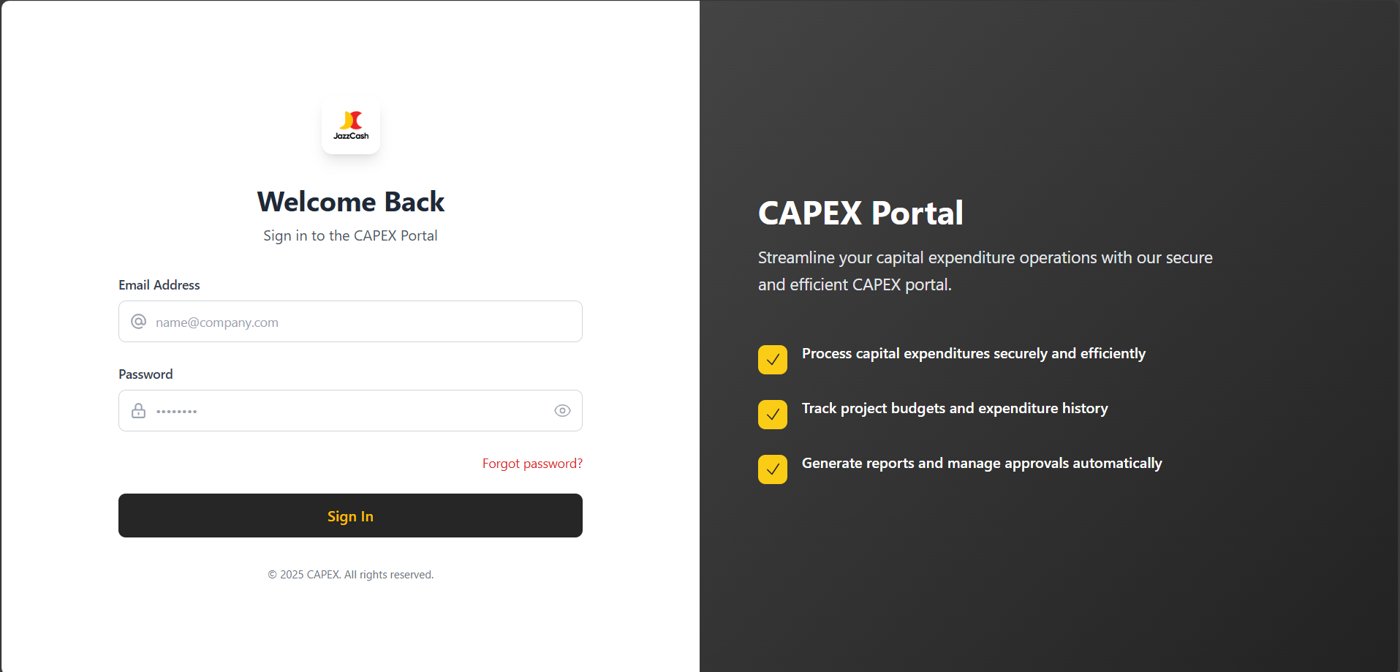 JazzCash
Welcome Back
Sign in to the CAPEX Portal
Email Address
name@company.com
Password
••••••••
Forgot password?
Sign In
© 2025 CAPEX. All rights reserved.
CAPEX Portal
Streamline your capital expenditure operations with our secure
and efficient CAPEX portal.
Process capital expenditures securely and efficiently
Track project budgets and expenditure history
Generate reports and manage approvals automatically